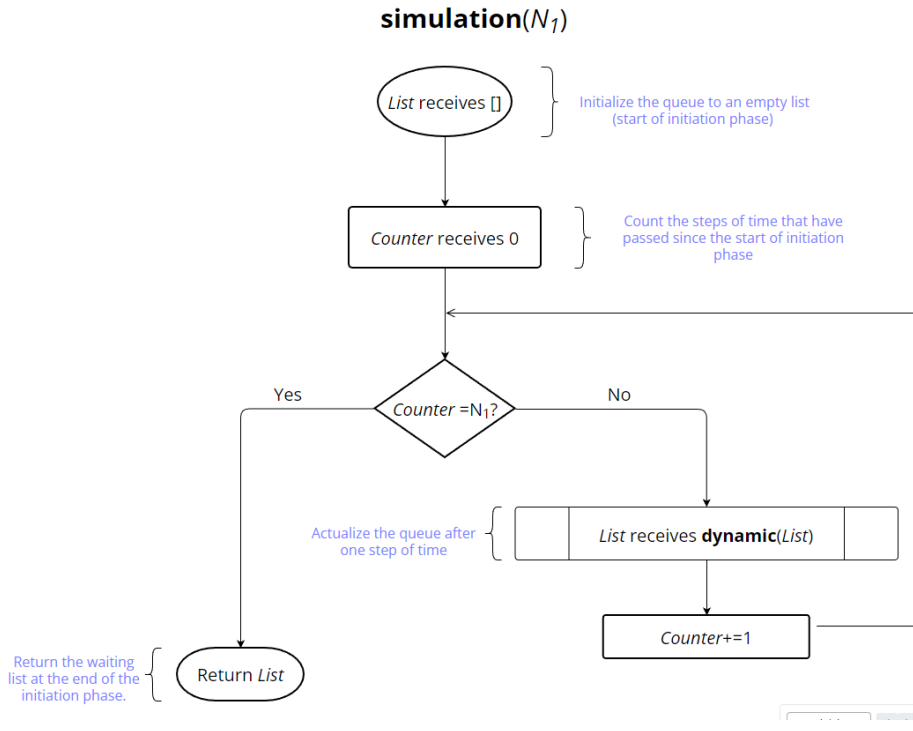 simulation(N1)
List receives []
Initialize the queue to an empty list
(start of initiation phase)
Counter receives 0
Count the steps of time that have
passed since the start of initiation
phase
Yes
Counter =N1?
No
Actualize the queue after
one step of time
List receives dynamic(List)
Counter+=1
Return the waiting
list at the end of the
initiation phase.
Return List